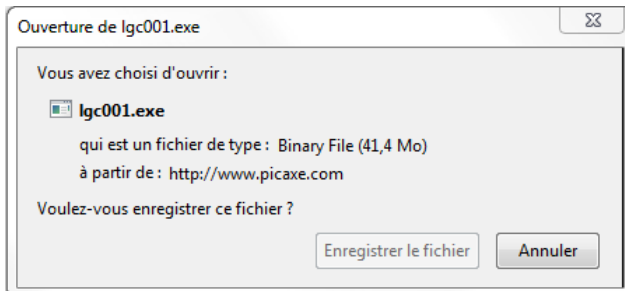 Ouverture de lgc001.exe
Vous avez choisi d'ouvrir :
lgc001.exe
qui est un fichier de type : Binary File (41,4 Mo)
à partir de : http://www.picaxe.com
Voulez-vous enregistrer ce fichier ?
Enregistrer le fichier Annuler